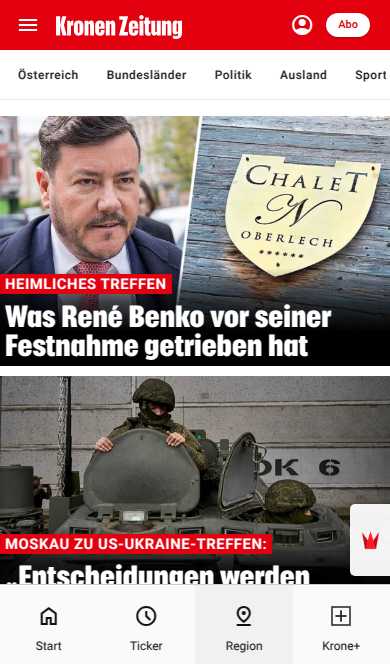 Kronen Zeitung
Abo
Österreich Bundesländer Politik Ausland Sport
CHALET
N
OBERLECH
HEIMLICHES TREFFEN
Was René Benko vor seiner
Festnahme getrieben hat
OK 6
MOSKAU ZU US-UKRAINE-TREFFEN:
„Entscheidungen werden
Start Ticker Region Krone+